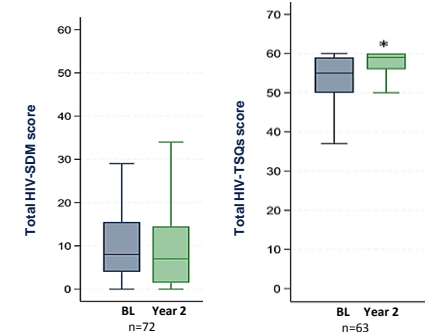 Total HIV-SDM score
60
50
40
30
20
10
0
BL Year 2
n=72
Total HIV-TSQs score
70
60
50
40
30
20
10
0
*
BL Year 2
n=63